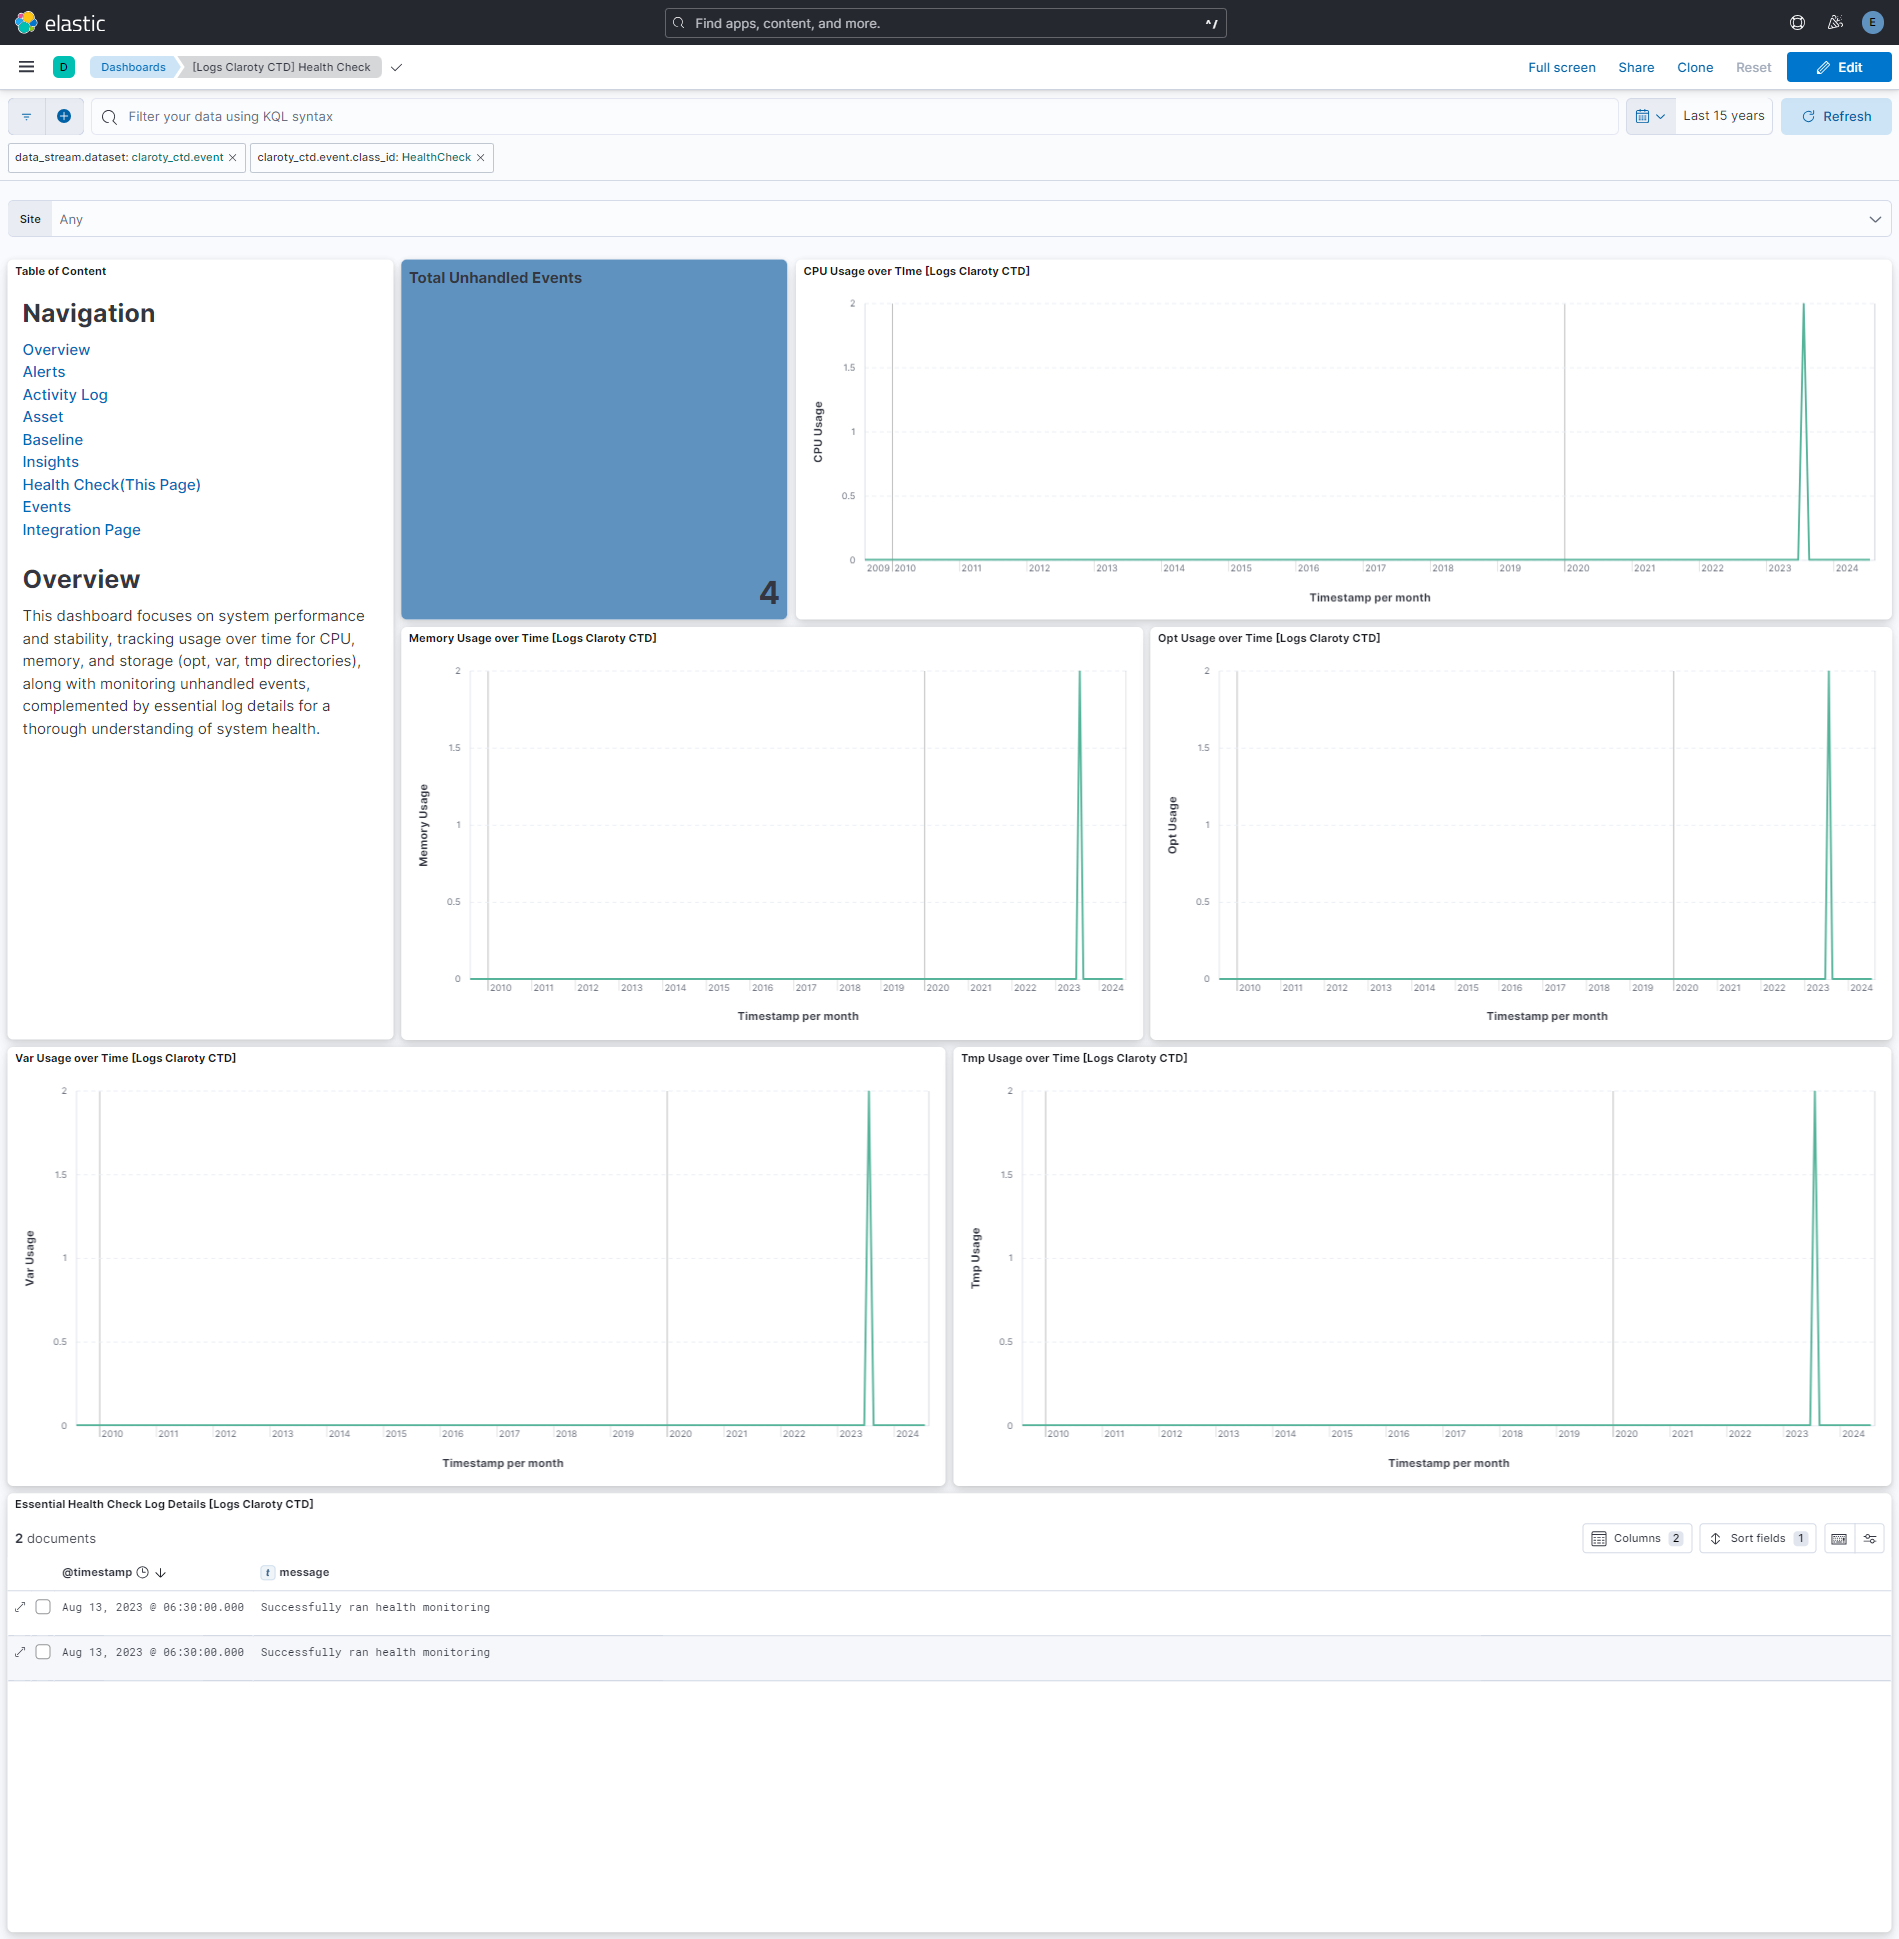 elastic
Find apps, content, and more.
^/
E
D
Dashboards
[Logs Claroty CTD] Health Check
Full screen
Share
Clone
Reset
Edit
Filter your data using KQL syntax
Last 15 years
Refresh
data_stream.dataset: claroty_ctd.event
claroty_ctd.event.class_id: HealthCheck
Site
Any
Table of Content
Navigation
Overview
Alerts
Activity Log
Asset
Baseline
Insights
Health Check(This Page)
Events
Integration Page
Overview
This dashboard focuses on system performance
and stability, tracking usage over time for CPU,
memory, and storage (opt, var, tmp directories),
along with monitoring unhandled events,
complemented by essential log details for a
thorough understanding of system health.
Total Unhandled Events
4
CPU Usage over TIme [Logs Claroty CTD]
2
1.5
1
0.5
0
CPU Usage
2009 2010 2011 2012 2013 2014 2015 2016 2017 2018 2019 2020 2021 2022 2023 2024
Timestamp per month
Memory Usage over Time [Logs Claroty CTD]
2
1.5
1
0.5
0
Memory Usage
2010 2011 2012 2013 2014 2015 2016 2017 2018 2019 2020 2021 2022 2023 2024
Timestamp per month
Opt Usage over Time [Logs Claroty CTD]
2
1.5
1
0.5
0
Opt Usage
2010 2011 2012 2013 2014 2015 2016 2017 2018 2019 2020 2021 2022 2023 2024
Timestamp per month
Var Usage over Time [Logs Claroty CTD]
2
1.5
1
0.5
0
Var Usage
2010 2011 2012 2013 2014 2015 2016 2017 2018 2019 2020 2021 2022 2023 2024
Timestamp per month
Tmp Usage over Time [Logs Claroty CTD]
2
1.5
1
0.5
0
Tmp Usage
2010 2011 2012 2013 2014 2015 2016 2017 2018 2019 2020 2021 2022 2023 2024
Timestamp per month
Essential Health Check Log Details [Logs Claroty CTD]
2 documents
Columns 2
Sort fields 1
@timestamp
t message
Aug 13, 2023 @ 06:30:00.000 Successfully ran health monitoring
Aug 13, 2023 @ 06:30:00.000 Successfully ran health monitoring